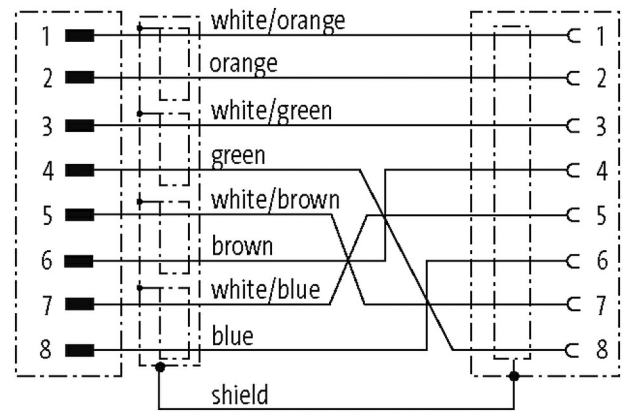 1 white/orange 1
2 orange 2
3 white/green 3
4 green 4
5 white/brown 5
6 brown 6
7 white/blue 7
8 blue 8
shield